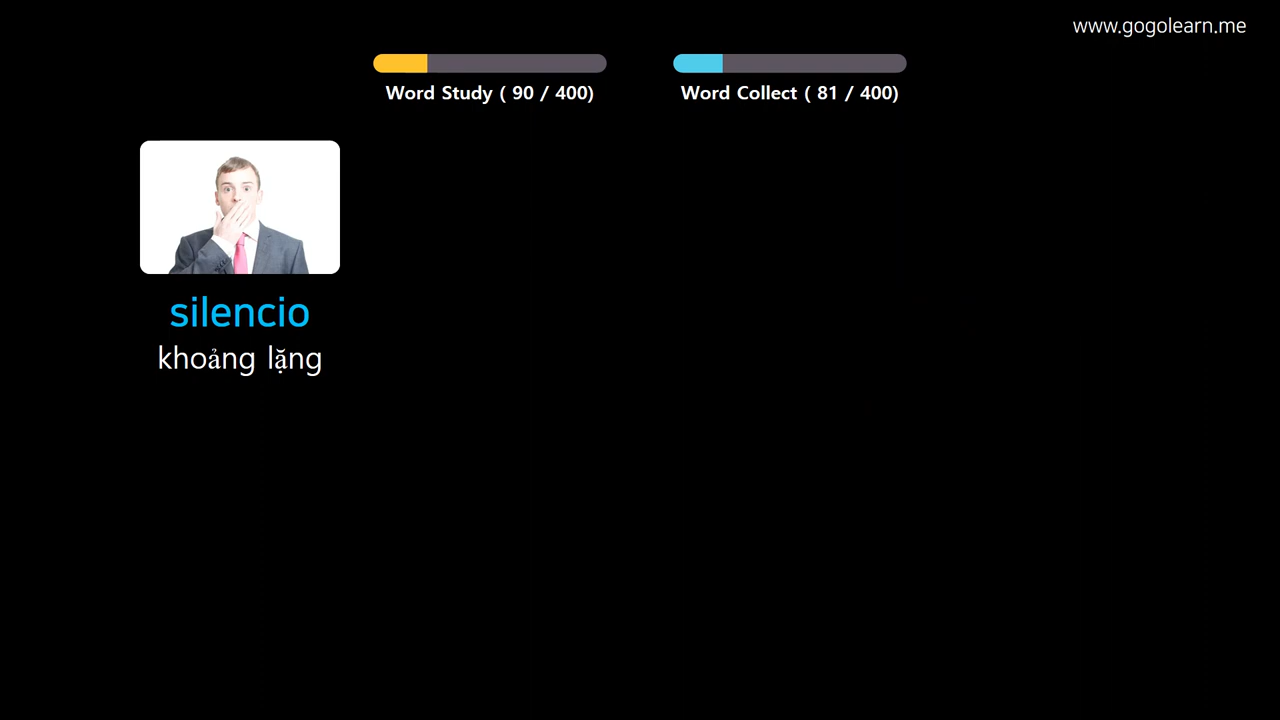 www.gogolearn.me
Word Study ( 90 / 400)
Word Collect ( 81 / 400)
silencio
khoảng lặng